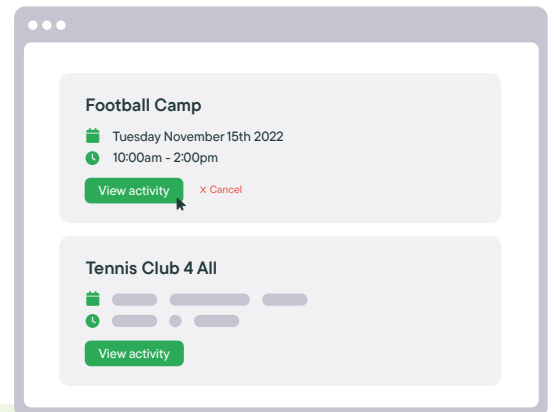 Football Camp
Tuesday November 15th 2022
10:00am - 2:00pm
View activity
X Cancel
Tennis Club 4 All
View activity